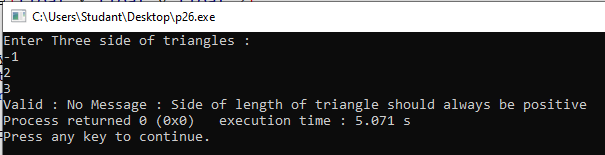 C:\Users\Studant\Desktop\p26.exe
Enter Three side of triangles :
-1
2
3
Valid : No Message : Side of length of triangle should always be positive
Process returned 0 (0x0)   execution time : 5.071 s
Press any key to continue.